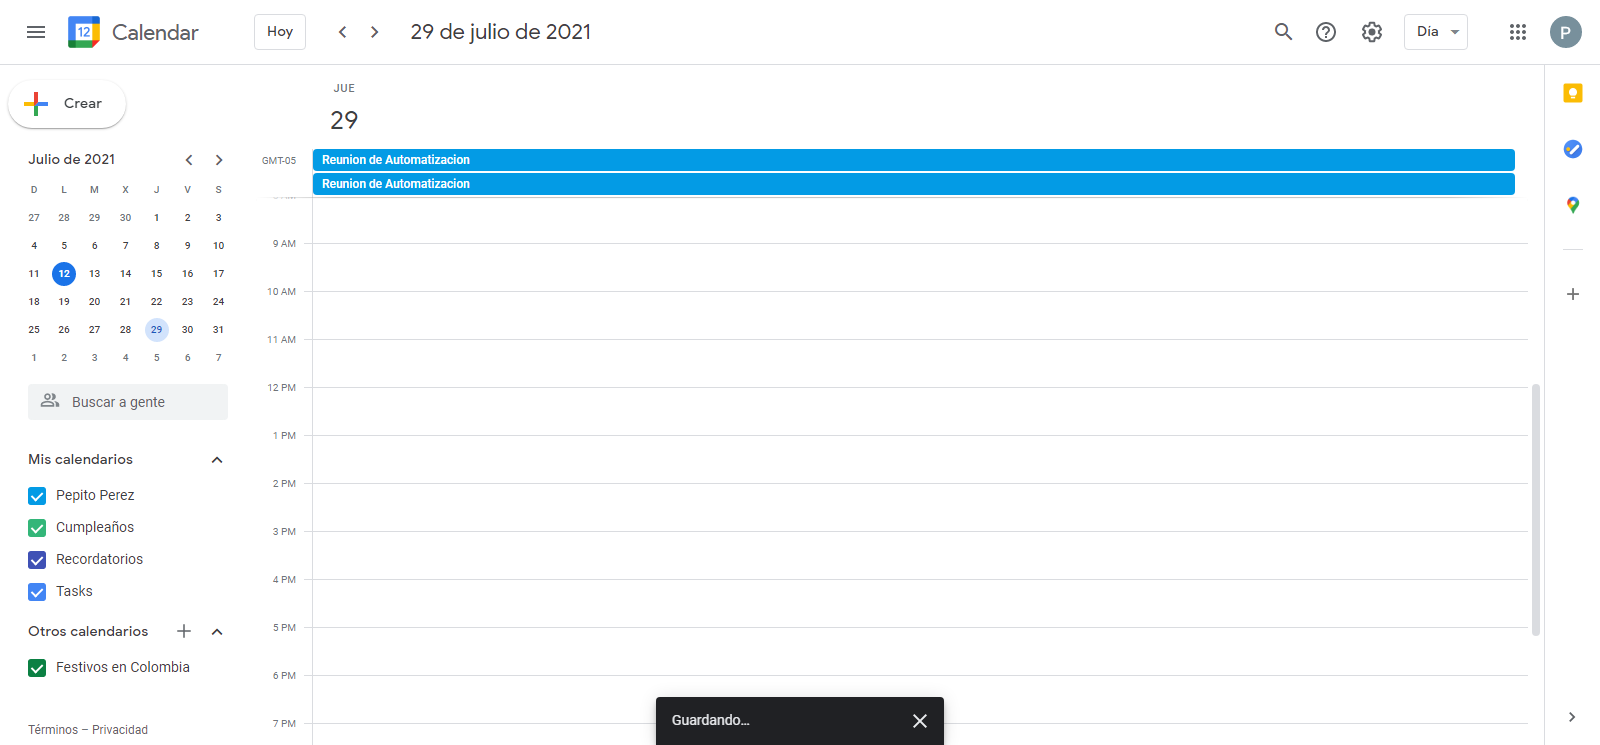 12
Calendar
Hoy
29 de julio de 2021
Día
P
Crear
Julio de 2021
D L M X J V S
27 28 29 30 1 2 3
4 5 6 7 8 9 10
11 12 13 14 15 16 17
18 19 20 21 22 23 24
25 26 27 28 29 30 31
1 2 3 4 5 6 7
Buscar a gente
Mis calendarios
Pepito Perez
Cumpleaños
Recordatorios
Tasks
Otros calendarios
Festivos en Colombia
Términos – Privacidad
JUE
29
GMT-05
Reunion de Automatizacion
Reunion de Automatizacion
9 AM
10 AM
11 AM
12 PM
1 PM
2 PM
3 PM
4 PM
5 PM
6 PM
7 PM
Guardando...